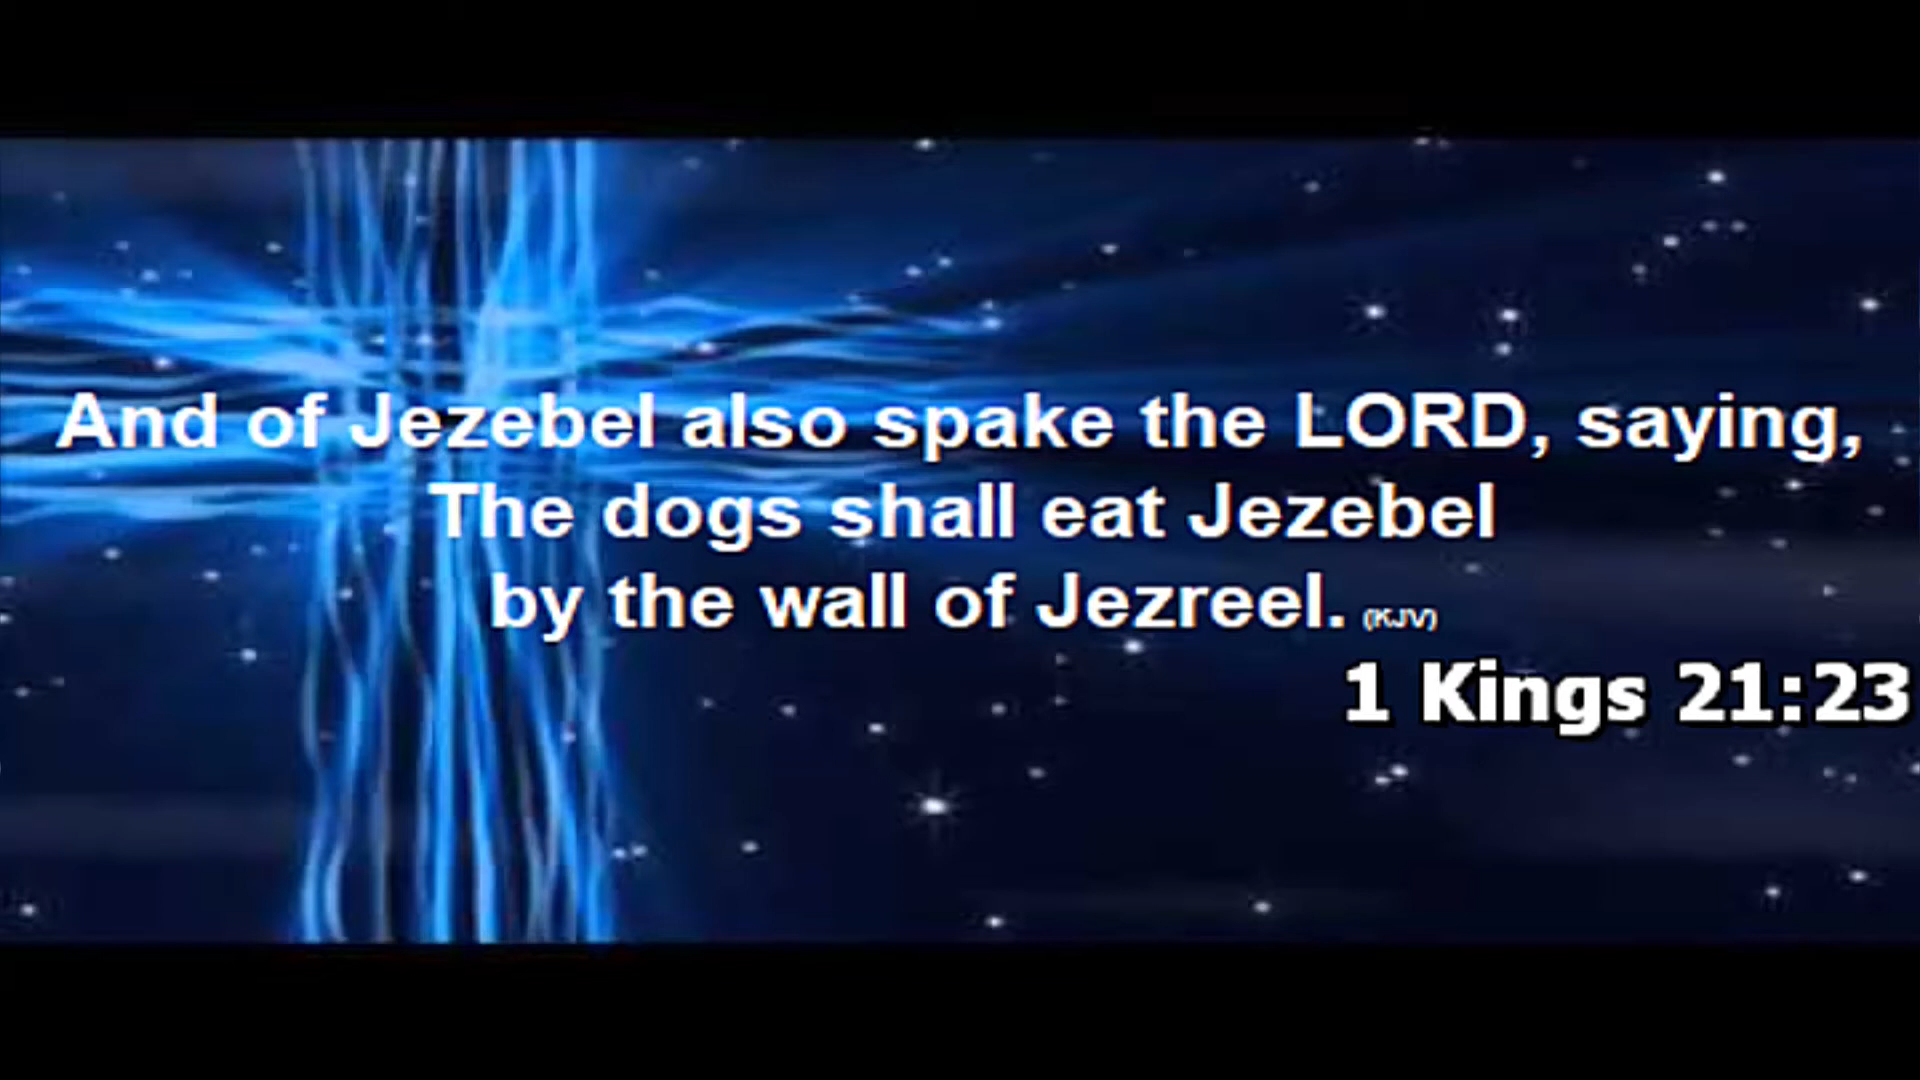 And of Jezebel also spake the LORD, saying,
The dogs shall eat Jezebel
by the wall of Jezreel. (KJV)
1 Kings 21:23